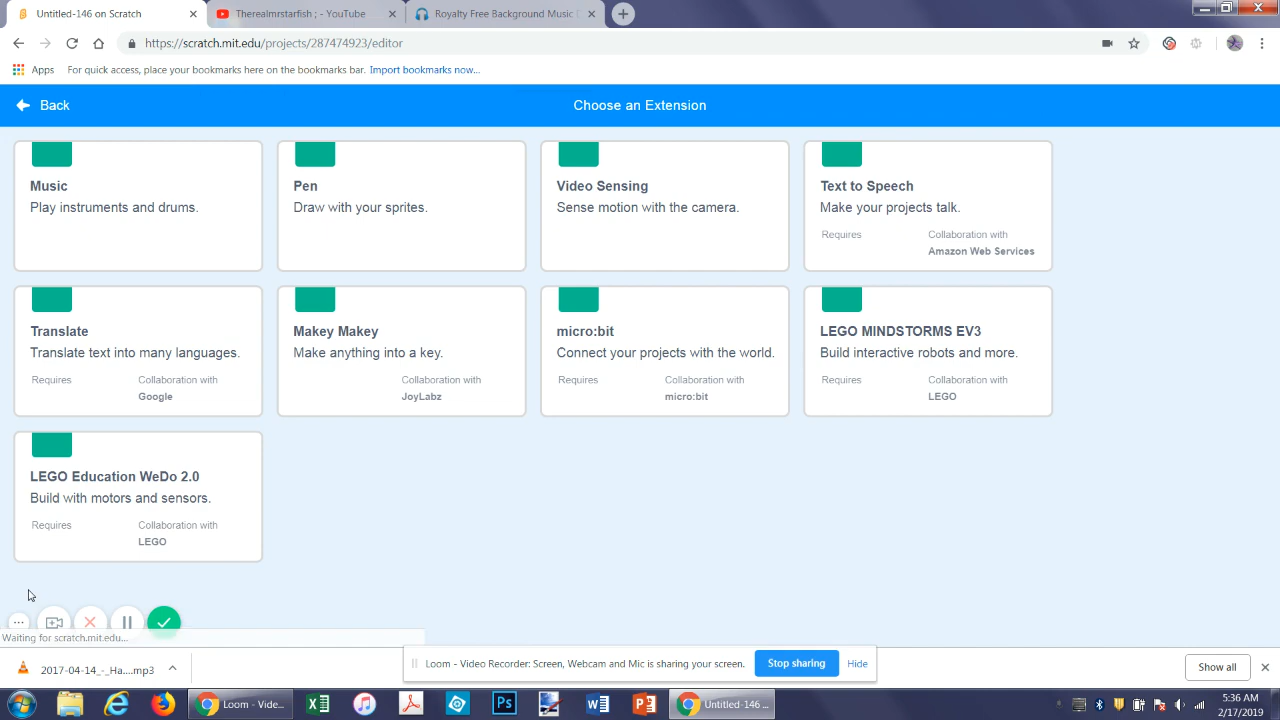 Untitled-146 on Scratch
Therealmrstarfish ; - YouTube
Royalty Free Background Music
https://scratch.mit.edu/projects/287474923/editor
Apps
For quick access, place your bookmarks here on the bookmarks bar. Import bookmarks now...
Back
Choose an Extension
Music
Play instruments and drums.
Pen
Draw with your sprites.
Video Sensing
Sense motion with the camera.
Text to Speech
Make your projects talk.
Requires
Collaboration with
Amazon Web Services
Translate
Translate text into many languages.
Requires
Collaboration with
Google
Makey Makey
Make anything into a key.
Collaboration with
JoyLabz
micro:bit
Connect your projects with the world.
Requires
Collaboration with
micro:bit
LEGO MINDSTORMS EV3
Build interactive robots and more.
Requires
Collaboration with
LEGO
LEGO Education WeDo 2.0
Build with motors and sensors.
Requires
Collaboration with
LEGO
Waiting for scratch.mit.edu...
2017-04-14_-_Ha....mp3
Loom - Video Recorder: Screen, Webcam and Mic is sharing your screen.
Stop sharing
Hide
Show all
Loom - Vide...
Untitled-146 ...
5:36 AM
2/17/2019